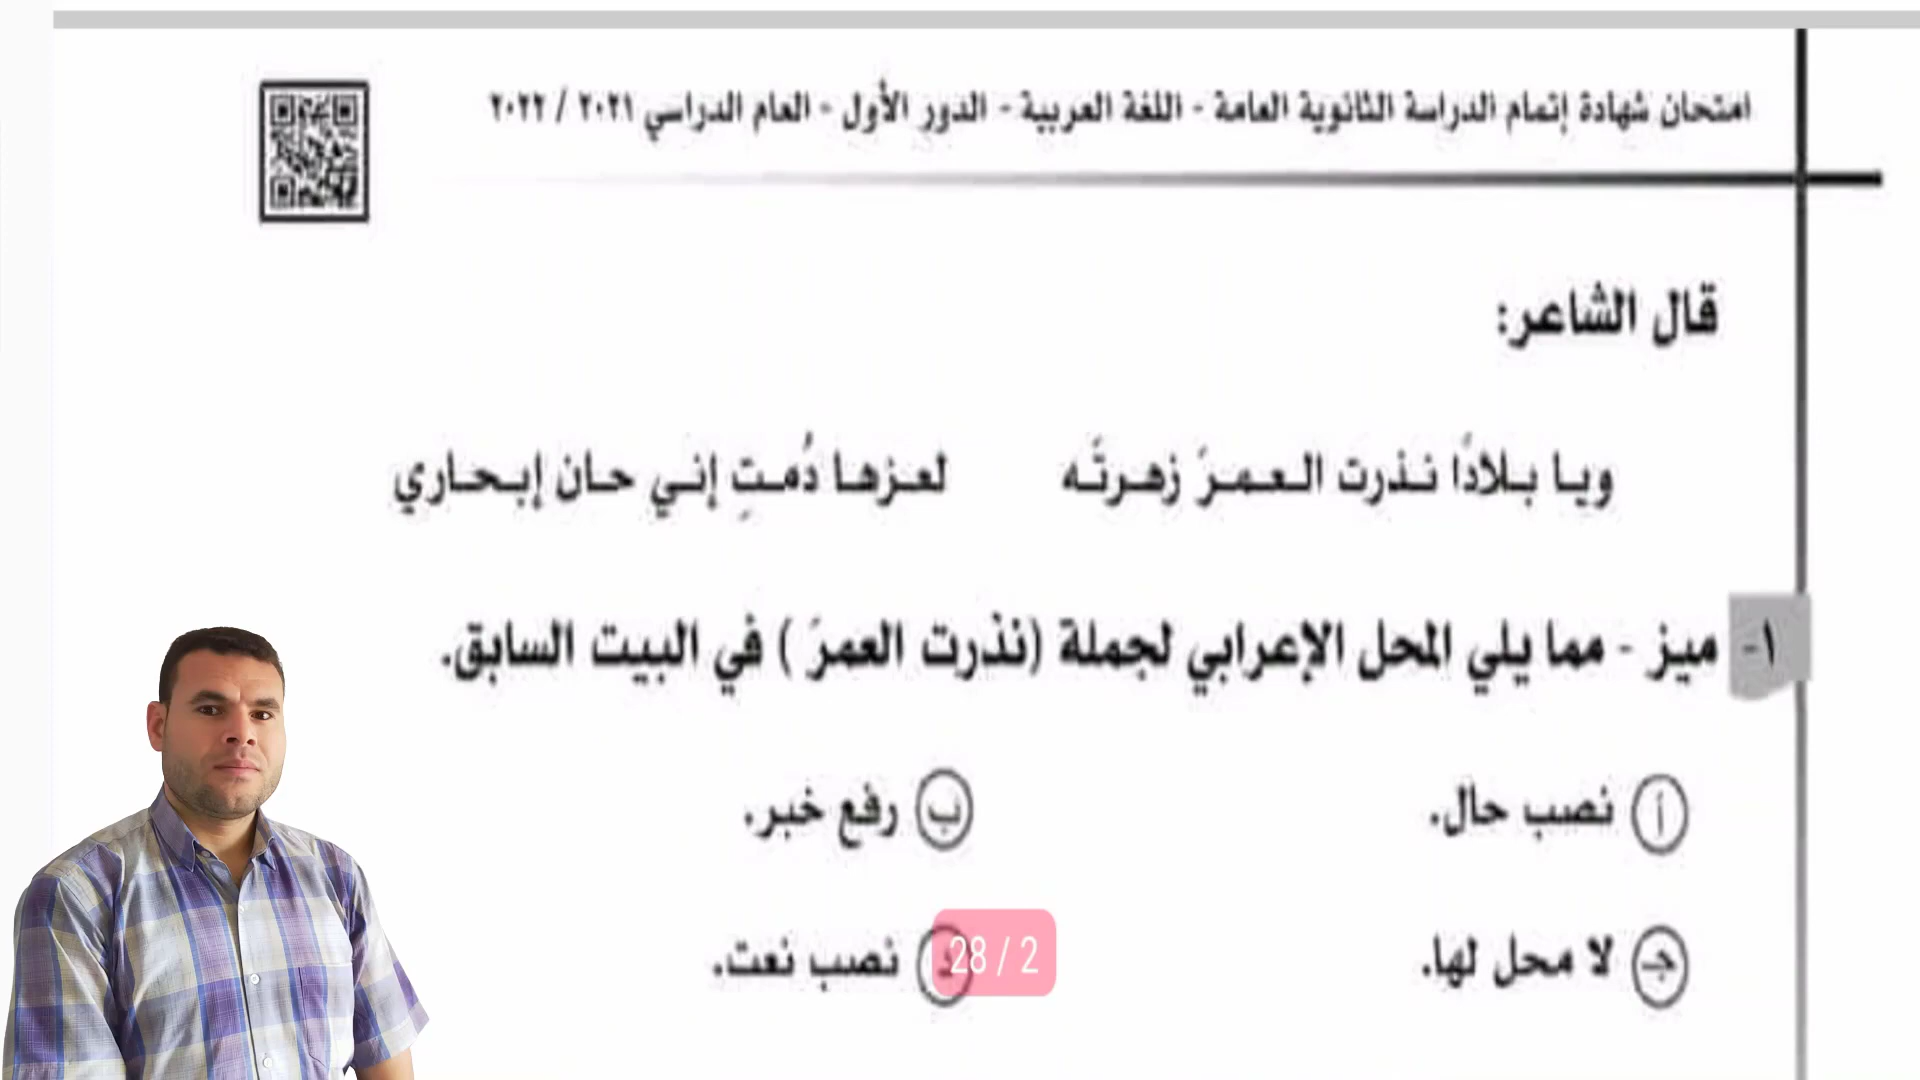 امتحان شهادة إتمام الدراسة الثانوية العامة - اللغة العربية - الدور الأول - العام الدراسي ٢٠٢١ / ٢٠٢٢
قال الشاعر:
ويا بلادًا نذرت العمرَ زهرتَه لعزها دُمتِ إني حان إبحاري
١- ميز - مما يلي المحل الإعرابي لجملة (نذرت العمرَ ) في البيت السابق.
أ نصب حال. ب رفع خبر.
جـ لا محل لها. د نصب نعت.
28 / 2